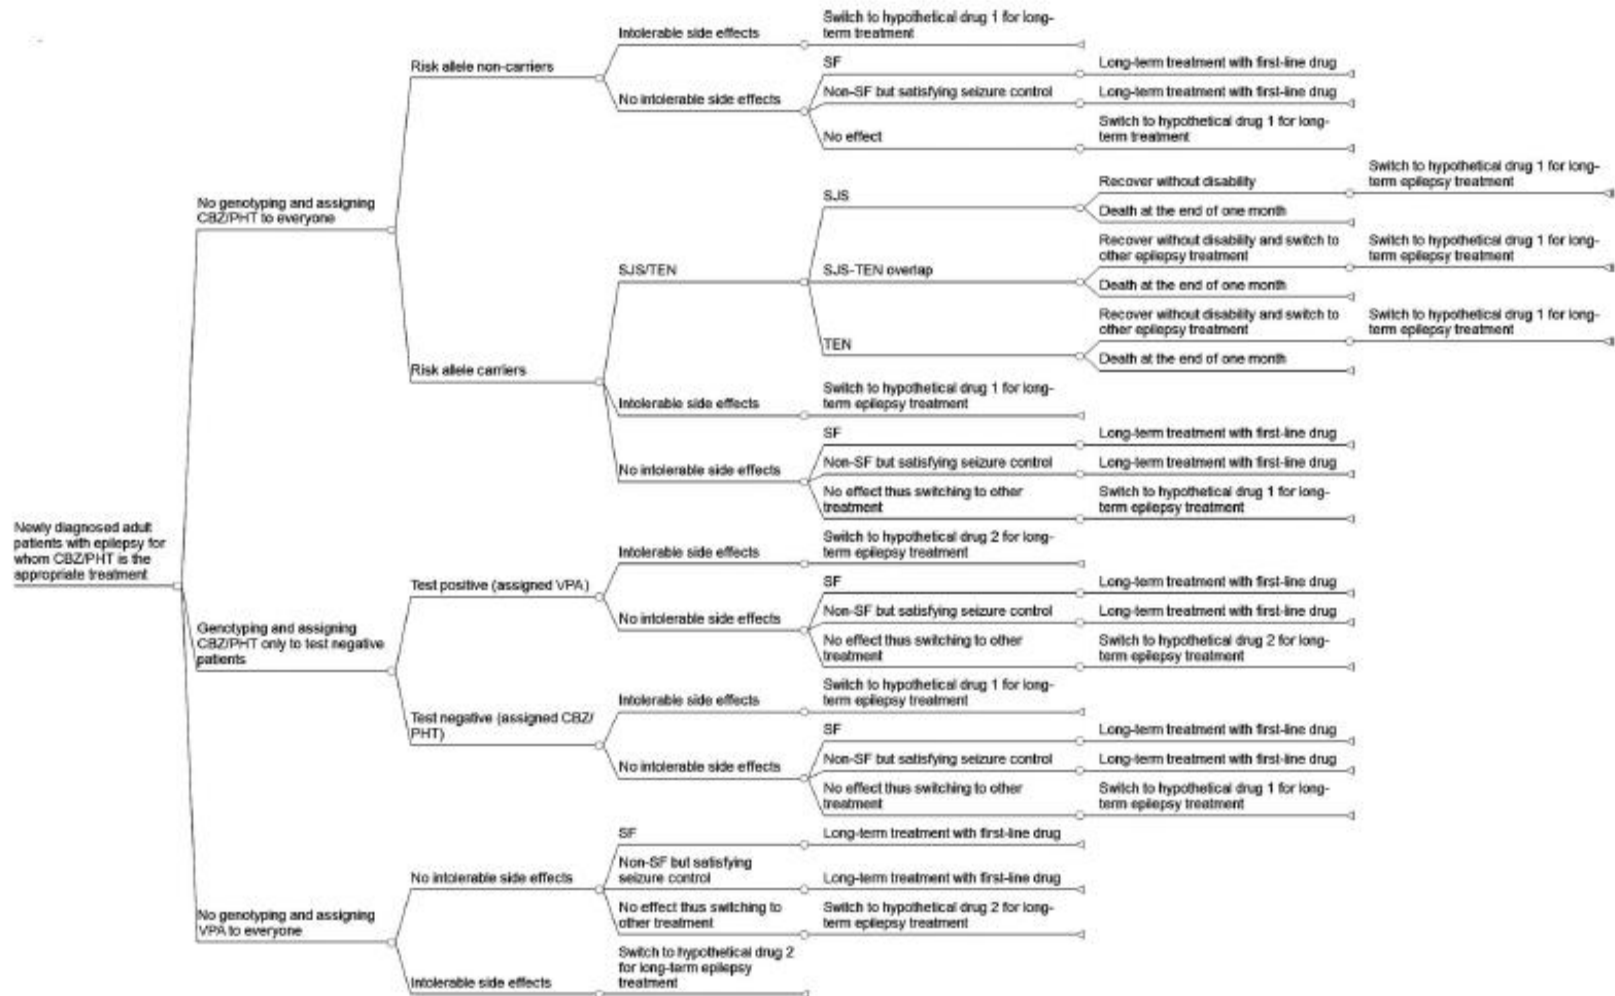 Switch to hypothetical drug 1 for long-
term treatment
Intolerable side effects
Risk allele non-carriers
SF
Long-term treatment with first-line drug
Non-SF but satisfying seizure control
Long-term treatment with first-line drug
No intolerable side effects
No effect
Switch to hypothetical drug 1 for long-
term treatment
No genotyping and assigning
CBZ/PHT to everyone
SJS/TEN
SJS
Recover without disability
Switch to hypothetical drug 1 for long-
term epilepsy treatment
Death at the end of one month
SJS-TEN overlap
Recover without disability and switch to
other epilepsy treatment
Switch to hypothetical drug 1 for long-
term epilepsy treatment
Death at the end of one month
TEN
Recover without disability and switch to
other epilepsy treatment
Switch to hypothetical drug 1 for long-
term epilepsy treatment
Death at the end of one month
Risk allele carriers
Intolerable side effects
Switch to hypothetical drug 1 for long-
term epilepsy treatment
No intolerable side effects
SF
Long-term treatment with first-line drug
Non-SF but satisfying seizure control
Long-term treatment with first-line drug
No effect thus switching to other
treatment
Switch to hypothetical drug 1 for long-
term epilepsy treatment
Newly diagnosed adult
patients with epilepsy for
whom CBZ/PHT is the
appropriate treatment
Genotyping and assigning
CBZ/PHT only to test negative
patients
Test positive (assigned VPA)
Intolerable side effects
Switch to hypothetical drug 2 for long-
term epilepsy treatment
No intolerable side effects
SF
Long-term treatment with first-line drug
Non-SF but satisfying seizure control
Long-term treatment with first-line drug
No effect thus switching to other
treatment
Switch to hypothetical drug 2 for long-
term epilepsy treatment
Test negative (assigned CBZ/
PHT)
Intolerable side effects
Switch to hypothetical drug 1 for long-
term epilepsy treatment
No intolerable side effects
SF
Long-term treatment with first-line drug
Non-SF but satisfying seizure control
Long-term treatment with first-line drug
No effect thus switching to other
treatment
Switch to hypothetical drug 1 for long-
term epilepsy treatment
No genotyping and assigning
VPA to everyone
No intolerable side effects
SF
Long-term treatment with first-line drug
Non-SF but satisfying
seizure control
Long-term treatment with first-line drug
No effect thus switching to
other treatment
Switch to hypothetical drug 2 for long-
term epilepsy treatment
Intolerable side effects
Switch to hypothetical drug 2
for long-term epilepsy
treatment